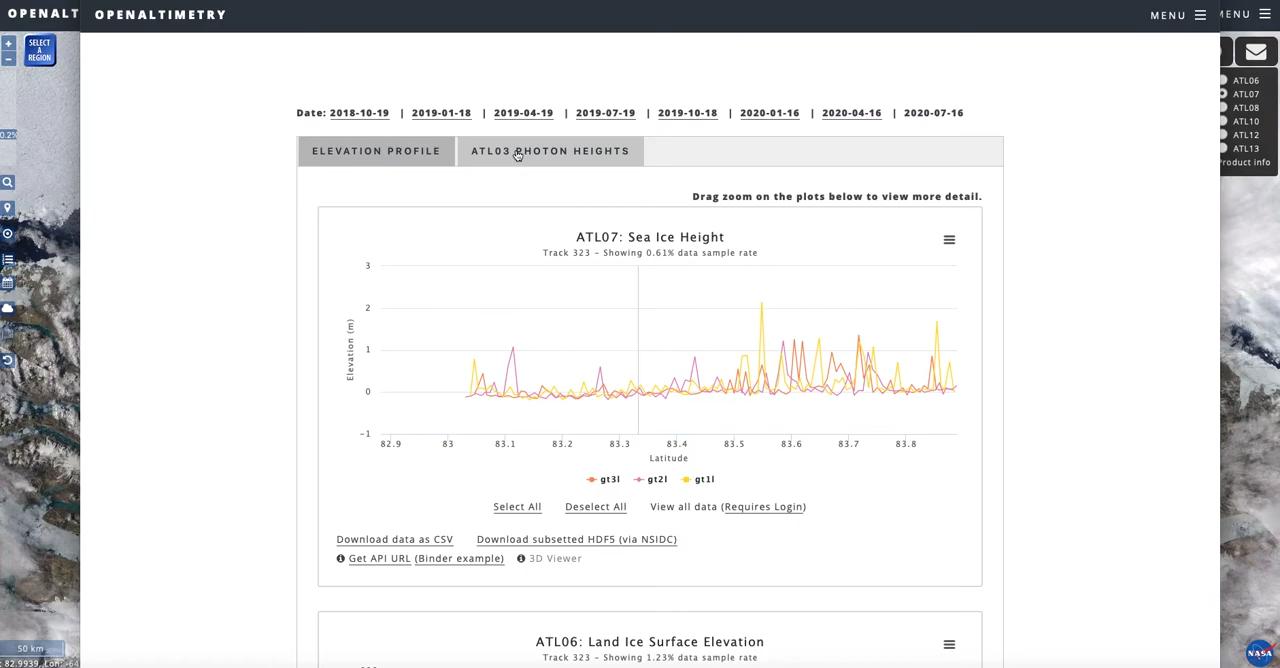 OPENALT
OPENALTIMETRY
MENU
MENU
SELECT A REGION
ATL06
ATL07
ATL08
ATL10
ATL12
ATL13
Product info
0.2%
Date: 2018-10-19 | 2019-01-18 | 2019-04-19 | 2019-07-19 | 2019-10-18 | 2020-01-16 | 2020-04-16 | 2020-07-16
ELEVATION PROFILE
ATL03 PHOTON HEIGHTS
Drag zoom on the plots below to view more detail.
ATL07: Sea Ice Height
Track 323 – Showing 0.61% data sample rate
Elevation (m)
3
2
1
0
−1
82.9 83 83.1 83.2 83.3 83.4 83.5 83.6 83.7 83.8
Latitude
gt3l gt2l gt1l
Select All Deselect All View all data (Requires Login)
Download data as CSV Download subsetted HDF5 (via NSIDC)
Get API URL (Binder example) 3D Viewer
ATL06: Land Ice Surface Elevation
Track 323 – Showing 1.23% data sample rate
50 km
: 82.9939, Lon: -64
NASA